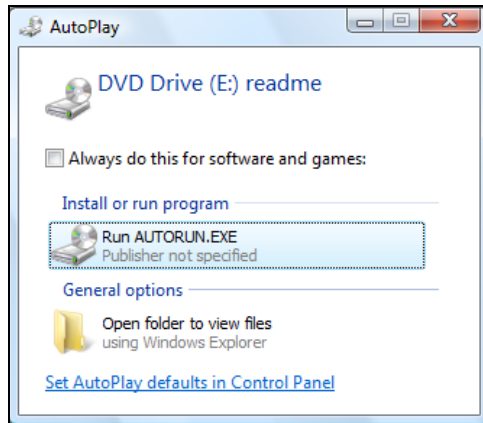 AutoPlay
DVD Drive (E:) readme
Always do this for software and games:
Install or run program
Run AUTORUN.EXE
Publisher not specified
General options
Open folder to view files
using Windows Explorer
Set AutoPlay defaults in Control Panel